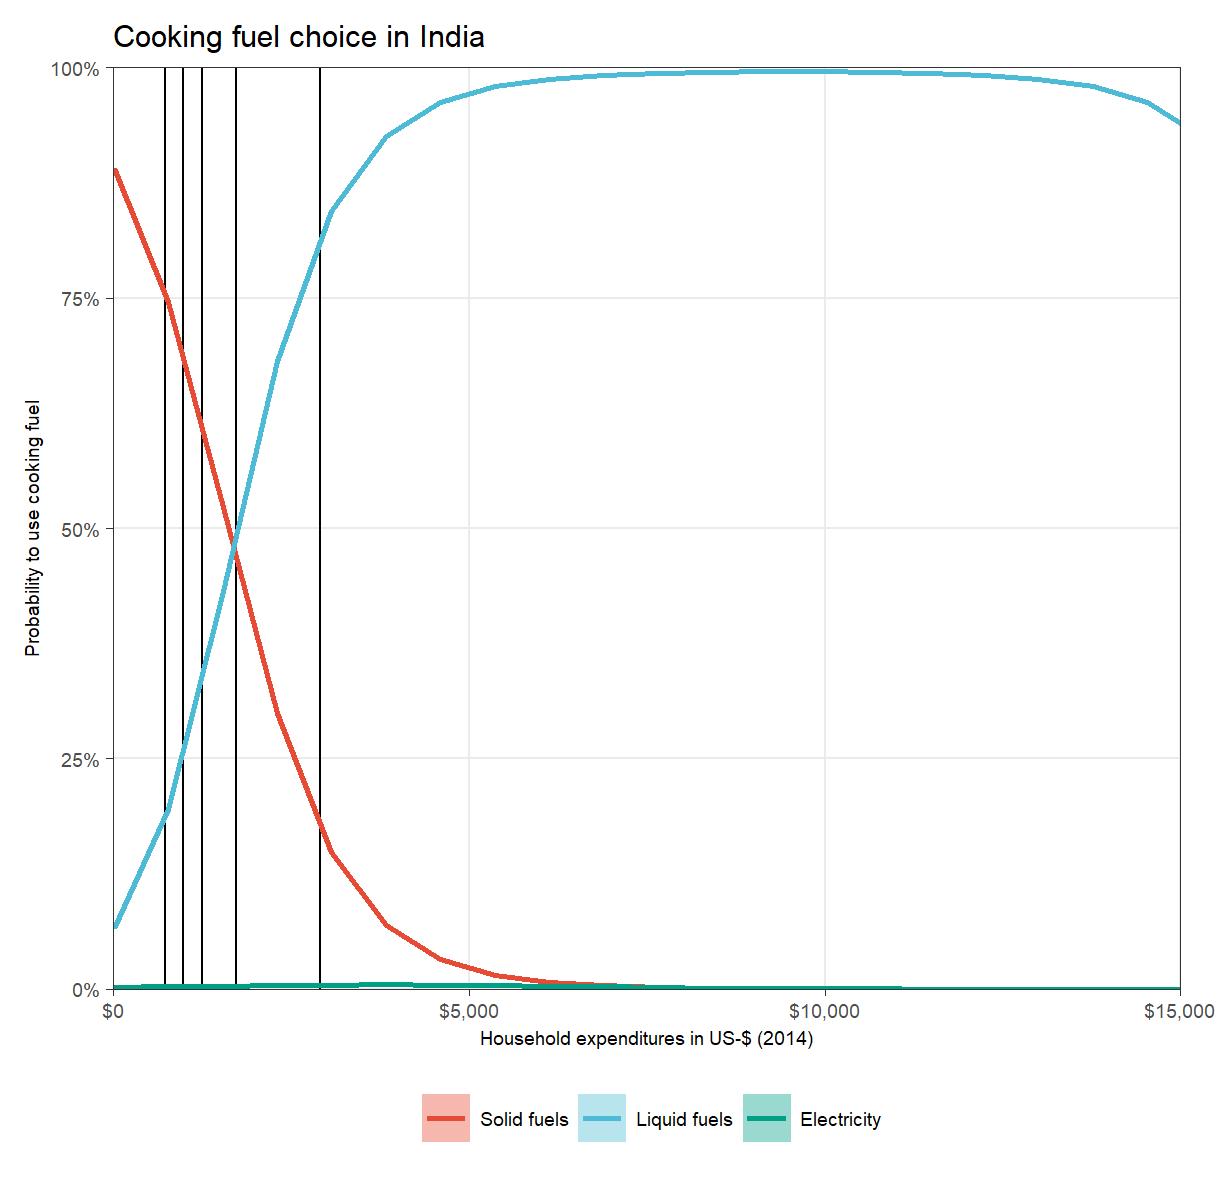 Cooking fuel choice in India
100%
75%
50%
25%
0%
Probability to use cooking fuel
$0 $5,000 $10,000 $15,000
Household expenditures in US-$ (2014)
Solid fuels Liquid fuels Electricity